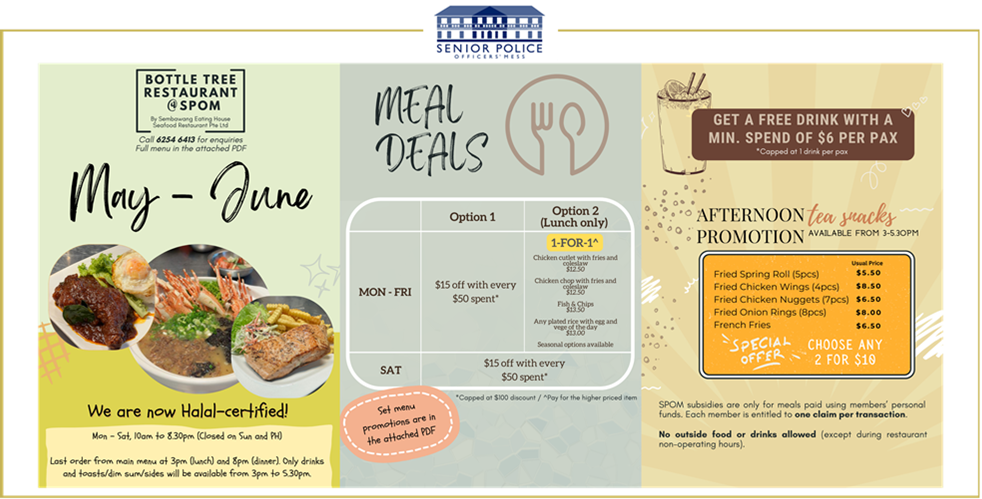 SENIOR POLICE
OFFICERS' MESS
BOTTLE TREE
RESTAURANT
@ SPOM
By Sembawang Eating House
Seafood Restaurant Pte Ltd
Call 6254 6413 for enquiries
Full menu in the attached PDF
May - June
We are now Halal-certified!
Mon - Sat, 10am to 8.30pm (Closed on Sun and PH)
Last order from main menu at 3pm (lunch) and 8pm (dinner). Only drinks
and toasts/dim sum/sides will be available from 3pm to 5.30pm.
MEAL
DEALS
Option 1
Option 2
(Lunch only)
MON - FRI
$15 off with every
$50 spent*
1-FOR-1^
Chicken cutlet with fries and
coleslaw
$12.50
Chicken chop with fries and
coleslaw
$12.50
Fish & Chips
$13.50
Any plated rice with egg and
vege of the day
$13.00
Seasonal options available
SAT
$15 off with every
$50 spent*
*Capped at $100 discount / ^Pay for the higher priced item
Set menu
promotions are in
the attached PDF
GET A FREE DRINK WITH A
MIN. SPEND OF $6 PER PAX
*Capped at 1 drink per pax
AFTERNOON tea snacks
PROMOTION AVAILABLE FROM 3-5.30PM
Usual Price
Fried Spring Roll (5pcs) $5.50
Fried Chicken Wings (4pcs) $8.50
Fried Chicken Nuggets (7pcs) $6.50
Fried Onion Rings (8pcs) $8.00
French Fries $6.50
SPECIAL
OFFER
CHOOSE ANY
2 FOR $10
SPOM subsidies are only for meals paid using members' personal
funds. Each member is entitled to one claim per transaction.
No outside food or drinks allowed (except during restaurant
non-operating hours).